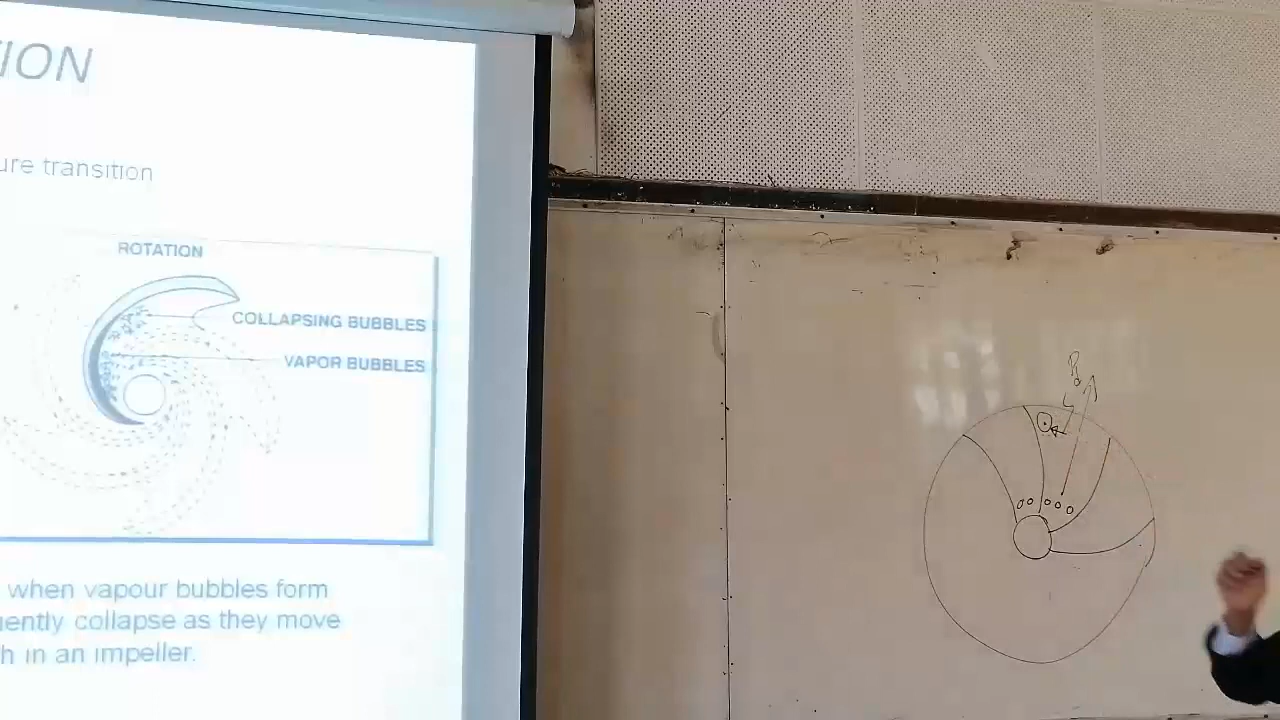 ION
ure transition
ROTATION
COLLAPSING BUBBLES
VAPOR BUBBLES
when vapour bubbles form
uently collapse as they move
h in an impeller.